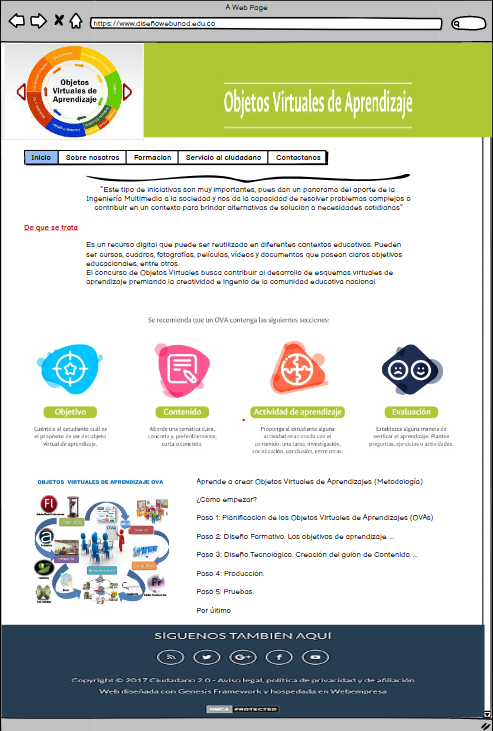 A Web Page
https://www.diseñowebunad.edu.co
Objetos
Virtuales de
Aprendizaje
Objetos Virtuales de Aprendizaje
Inicio
Sobre nosotros
Formacion
Servicio al ciudadano
Contactanos
"Este tipo de iniciativas son muy importantes, pues dan un panorama del aporte de la
Ingeniería Multimedia a la sociedad y nos da la capacidad de resolver problemas complejos o
contribuir en un contexto para brindar alternativas de solución a necesidades cotidianas"
De que se trata
Es un recurso digital que puede ser reutilizado en diferentes contextos educativos. Pueden
ser cursos, cuadros, fotografías, películas, vídeos y documentos que posean claros objetivos
educacionales, entre otros.
El concurso de Objetos Virtuales busca contribuir al desarrollo de esquemas virtuales de
aprendizaje premiando la creatividad e ingenio de la comunidad educativa nacional.
Se recomienda que un OVA contenga las siguientes secciones:
Objetivo
Contenido
Actividad de aprendizaje
Evaluación
Cuéntele al estudiante cuál es
el propósito de ser del objeto
virtual de aprendizaje.
Aborde una temática clara,
concreta y, preferiblemente,
corta o concreta.
Proponga al estudiante alguna
actividad relacionada con el
contenido: una tarea, investigación,
socialización, conclusión, entre otras.
Establezca alguna manera de
verificar el aprendizaje. Plantee
preguntas, ejercicios o actividades.
OBJETOS VIRTUALES DE APRENDIZAJE OVA
OVA
Aprende a crear Objetos Virtuales de Aprendizajes (Metodología)
¿Cómo empezar?
Paso 1: Planificación de los Objetos Virtuales de Aprendizajes (OVAs)
Paso 2: Diseño Formativo. Los objetivos de aprendizaje. ...
Paso 3: Diseño Tecnológico. Creación del guión de Contenido. ...
Paso 4: Producción.
Paso 5: Pruebas.
Por último
SÍGUENOS TAMBIÉN AQUÍ
Copyright © 2017 Ciudadano 2.0 - Aviso legal, política de privacidad y de afiliación
Web diseñada con Genesis Framework y hospedada en Webempresa
DMCA PROTECTED